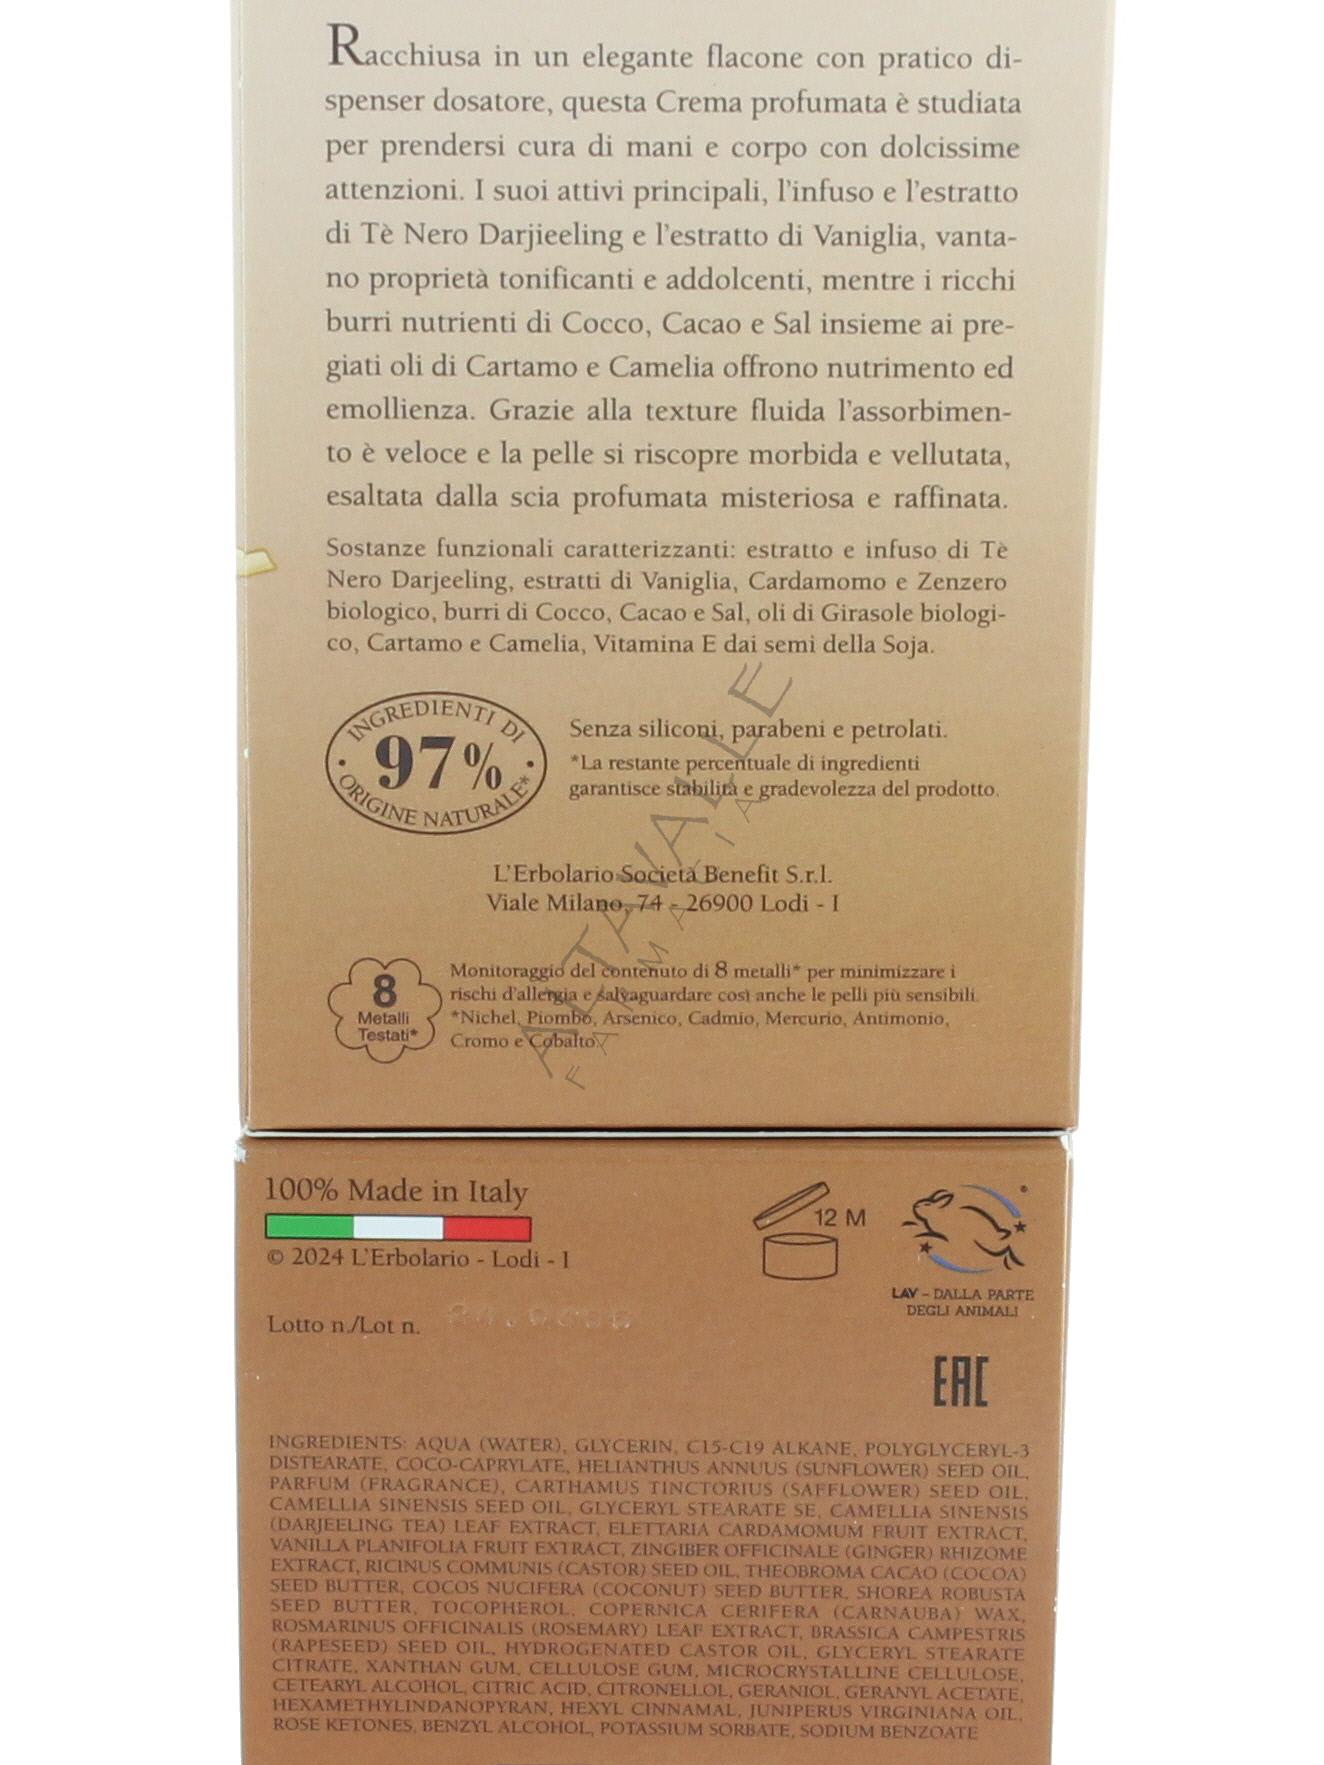 Racchiusa in un elegante flacone con pratico di-
spenser dosatore, questa Crema profumata è studiata
per prendersi cura di mani e corpo con dolcissime
attenzioni. I suoi attivi principali, l'infuso e l'estratto
di Tè Nero Darjieeling e l'estratto di Vaniglia, vanta-
no proprietà tonificanti e addolcenti, mentre i ricchi
burri nutrienti di Cocco, Cacao e Sal insieme ai pre-
giati oli di Cartamo e Camelia offrono nutrimento ed
emollienza. Grazie alla texture fluida l'assorbimen-
to è veloce e la pelle si riscopre morbida e vellutata,
esaltata dalla scia profumata misteriosa e raffinata.
Sostanze funzionali caratterizzanti: estratto e infuso di Tè
Nero Darjeeling, estratti di Vaniglia, Cardamomo e Zenzero
biologico, burri di Cocco, Cacao e Sal, oli di Girasole biologi-
co, Cartamo e Camelia, Vitamina E dai semi della Soja.
INGREDIENTI DI
97%
ORIGINE NATURALE*
Senza siliconi, parabeni e petrolati.
*La restante percentuale di ingredienti
garantisce stabilità e gradevolezza del prodotto.
ALTAVALLE
FARMACIA
L'Erbolario Società Benefit S.r.l.
Viale Milano, 74 - 26900 Lodi - I
8
Metalli
Testati*
Monitoraggio del contenuto di 8 metalli* per minimizzare i
rischi d'allergia e salvaguardare così anche le pelli più sensibili.
*Nichel, Piombo, Arsenico, Cadmio, Mercurio, Antimonio,
Cromo e Cobalto.
100% Made in Italy
© 2024 L'Erbolario - Lodi - I
12 M
LAV – DALLA PARTE
DEGLI ANIMALI
Lotto n./Lot n.
EAC
INGREDIENTS: AQUA (WATER), GLYCERIN, C15-C19 ALKANE, POLYGLYCERYL-3
DISTEARATE, COCO-CAPRYLATE, HELIANTHUS ANNUUS (SUNFLOWER) SEED OIL,
PARFUM (FRAGRANCE), CARTHAMUS TINCTORIUS (SAFFLOWER) SEED OIL,
CAMELLIA SINENSIS SEED OIL, GLYCERYL STEARATE SE, CAMELLIA SINENSIS
(DARJEELING TEA) LEAF EXTRACT, ELETTARIA CARDAMOMUM FRUIT EXTRACT,
VANILLA PLANIFOLIA FRUIT EXTRACT, ZINGIBER OFFICINALE (GINGER) RHIZOME
EXTRACT, RICINUS COMMUNIS (CASTOR) SEED OIL, THEOBROMA CACAO (COCOA)
SEED BUTTER, COCOS NUCIFERA (COCONUT) SEED BUTTER, SHOREA ROBUSTA
SEED BUTTER, TOCOPHEROL, COPERNICA CERIFERA (CARNAUBA) WAX,
ROSMARINUS OFFICINALIS (ROSEMARY) LEAF EXTRACT, BRASSICA CAMPESTRIS
(RAPESEED) SEED OIL, HYDROGENATED CASTOR OIL, GLYCERYL STEARATE
CITRATE, XANTHAN GUM, CELLULOSE GUM, MICROCRYSTALLINE CELLULOSE,
CETEARYL ALCOHOL, CITRIC ACID, CITRONELLOL, GERANIOL, GERANYL ACETATE,
HEXAMETHYLINDANOPYRAN, HEXYL CINNAMAL, JUNIPERUS VIRGINIANA OIL,
ROSE KETONES, BENZYL ALCOHOL, POTASSIUM SORBATE, SODIUM BENZOATE